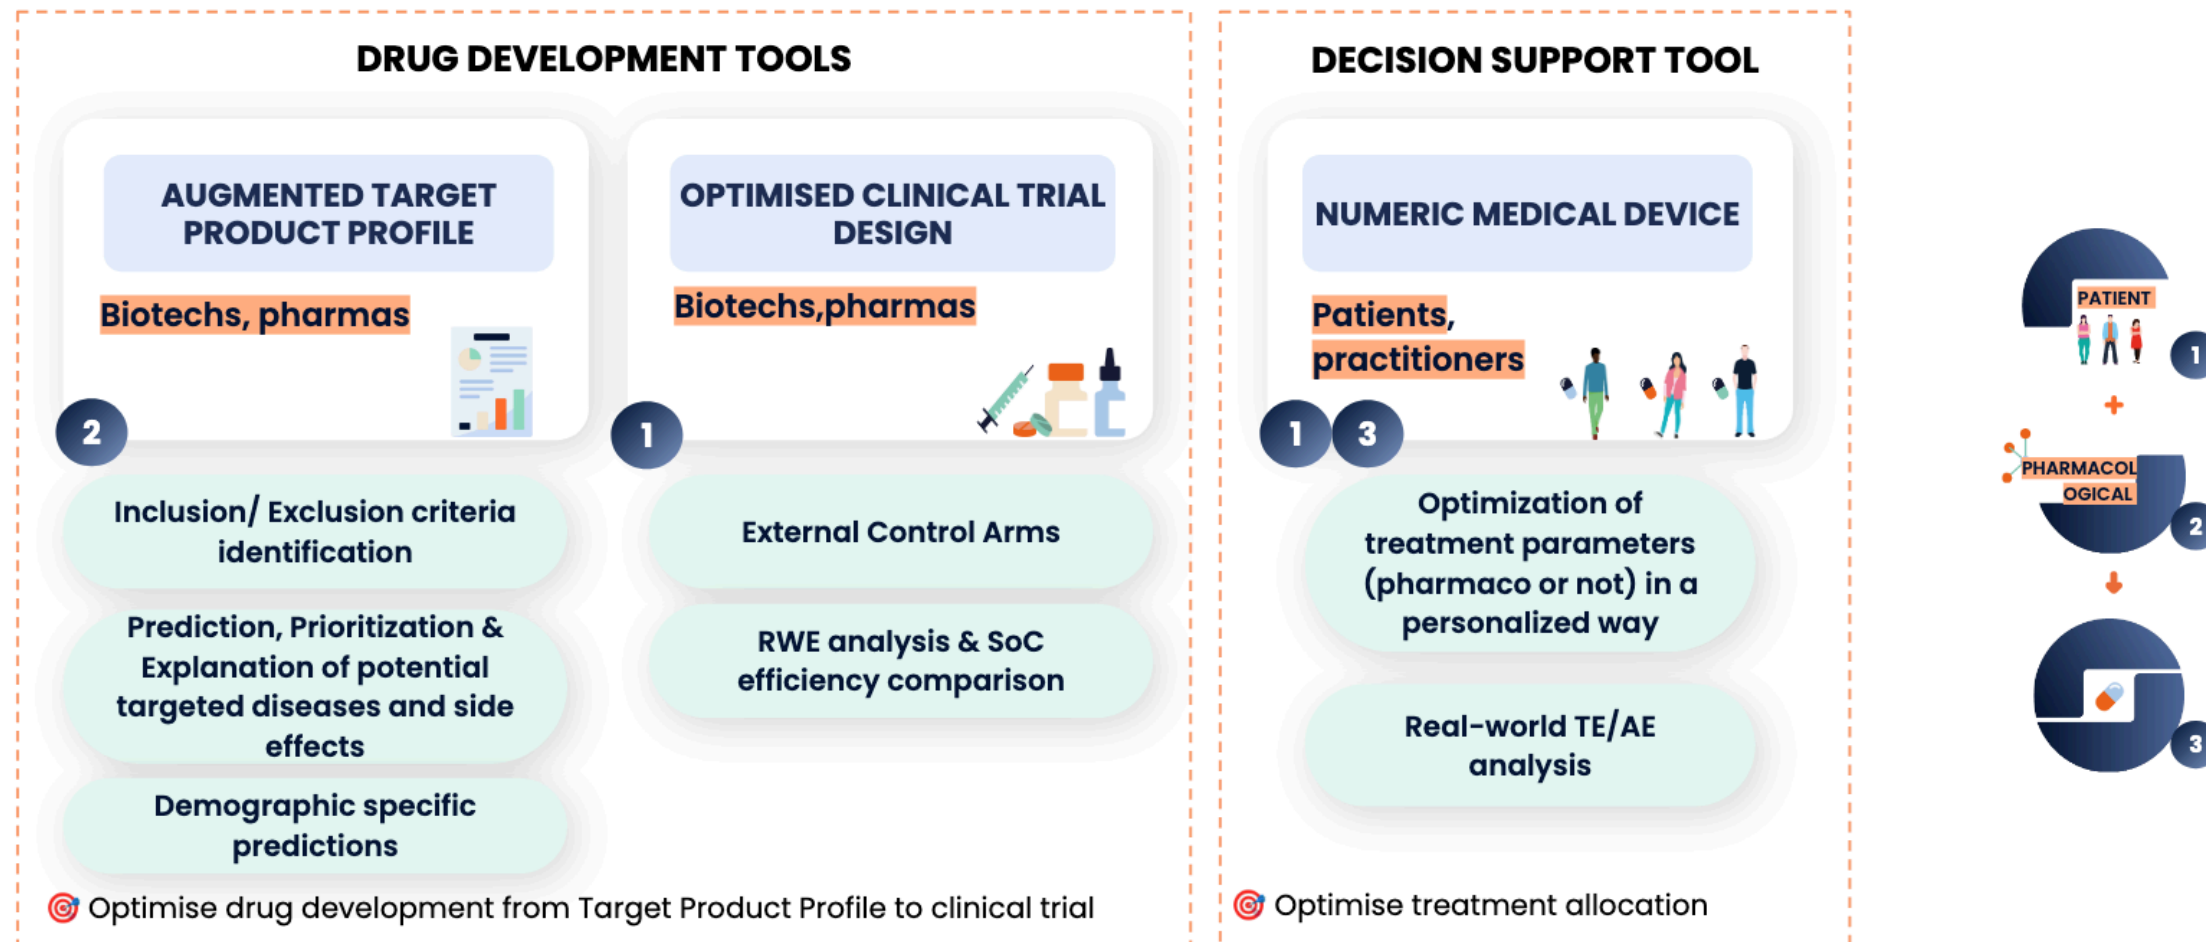 DRUG DEVELOPMENT TOOLS
AUGMENTED TARGET
PRODUCT PROFILE
Biotechs, pharmas
2
Inclusion/ Exclusion criteria
identification
Prediction, Prioritization &
Explanation of potential
targeted diseases and side
effects
Demographic specific
predictions
OPTIMISED CLINICAL TRIAL
DESIGN
Biotechs,pharmas
1
External Control Arms
RWE analysis & SoC
efficiency comparison
🎯 Optimise drug development from Target Product Profile to clinical trial
DECISION SUPPORT TOOL
NUMERIC MEDICAL DEVICE
Patients,
practitioners
1 3
Optimization of
treatment parameters
(pharmaco or not) in a
personalized way
Real-world TE/AE
analysis
🎯 Optimise treatment allocation
PATIENT
1
+
PHARMACOL
OGICAL
2
3